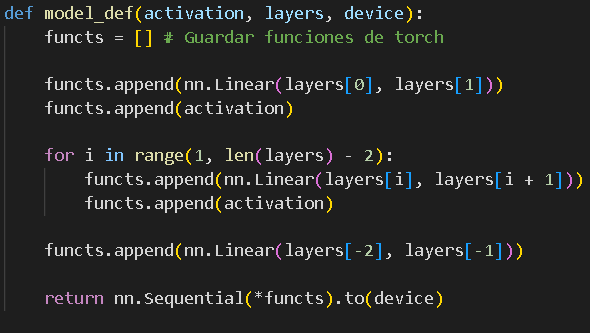 def model_def(activation, layers, device):
    functs = [] # Guardar funciones de torch
    functs.append(nn.Linear(layers[0], layers[1]))
    functs.append(activation)
    for i in range(1, len(layers) - 2):
        functs.append(nn.Linear(layers[i], layers[i + 1]))
        functs.append(activation)
    functs.append(nn.Linear(layers[-2], layers[-1]))
    return nn.Sequential(*functs).to(device)